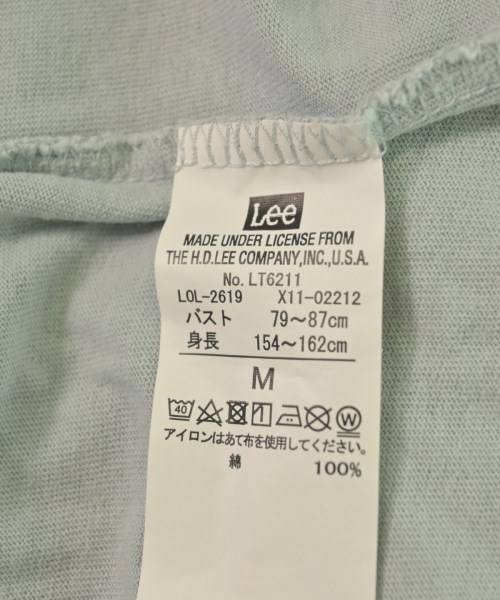 Lee
MADE UNDER LICENSE FROM
THE H.D.LEE COMPANY,INC.,U.S.A.
No. LT6211
LOL-2619 X11-02212
バスト 79～87cm
身長 154～162cm
M
40 W
アイロンはあて布を使用してください。
綿 100%